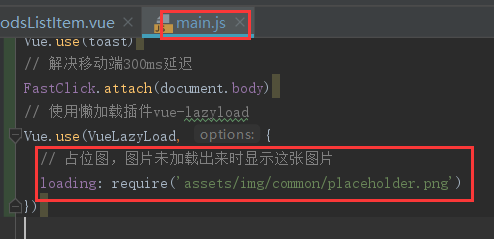 odsListItem.vue main.js
Vue.use(toast)
// 解决移动端300ms延迟
FastClick.attach(document.body)
// 使用懒加载插件vue-lazyload
Vue.use(VueLazyLoad, options: {
// 占位图，图片未加载出来时显示这张图片
loading: require('assets/img/common/placeholder.png')
})